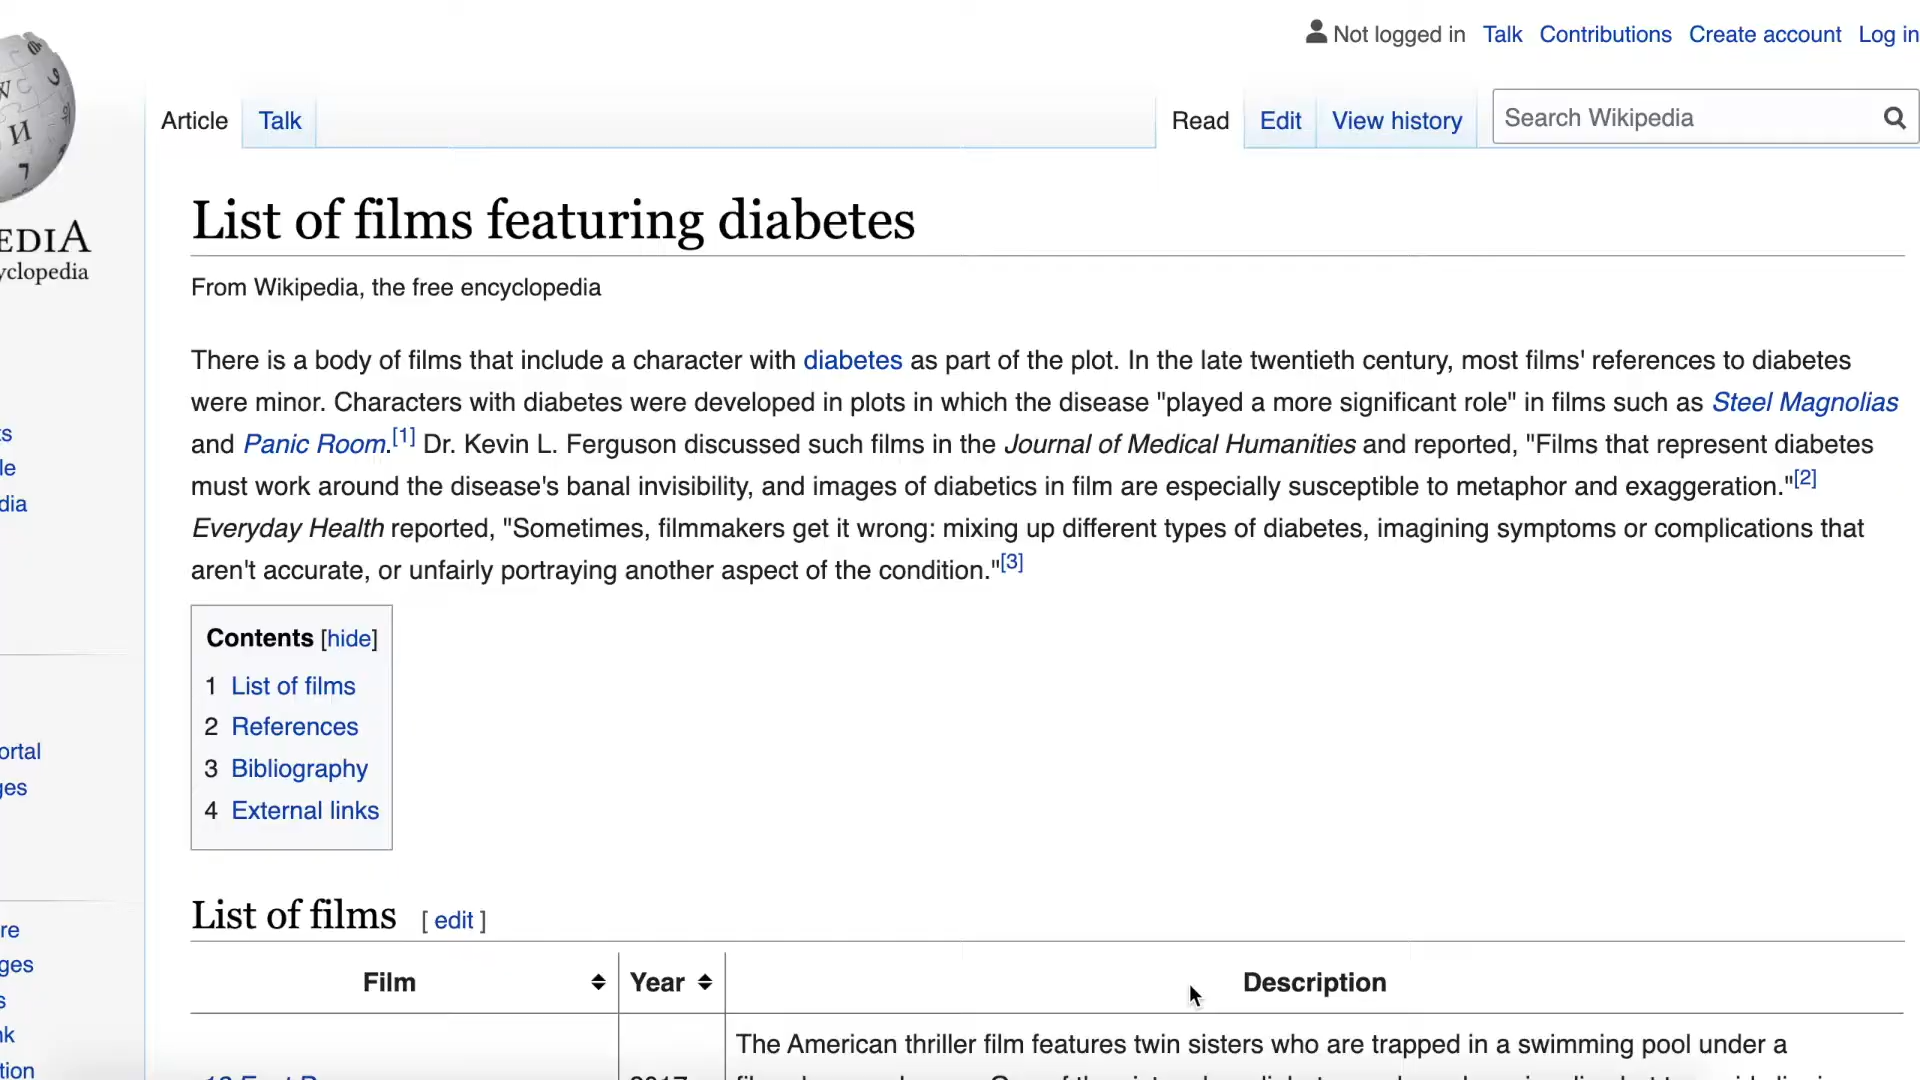 Not logged in Talk Contributions Create account Log in
Article Talk Read Edit View history Search Wikipedia
EDIA
yclopedia
List of films featuring diabetes
From Wikipedia, the free encyclopedia
There is a body of films that include a character with diabetes as part of the plot. In the late twentieth century, most films' references to diabetes
were minor. Characters with diabetes were developed in plots in which the disease "played a more significant role" in films such as Steel Magnolias
and Panic Room.[1] Dr. Kevin L. Ferguson discussed such films in the Journal of Medical Humanities and reported, "Films that represent diabetes
must work around the disease's banal invisibility, and images of diabetics in film are especially susceptible to metaphor and exaggeration."[2]
Everyday Health reported, "Sometimes, filmmakers get it wrong: mixing up different types of diabetes, imagining symptoms or complications that
aren't accurate, or unfairly portraying another aspect of the condition."[3]
Contents [hide]
1 List of films
2 References
3 Bibliography
4 External links
List of films [ edit ]
Film Year Description
The American thriller film features twin sisters who are trapped in a swimming pool under a
2017